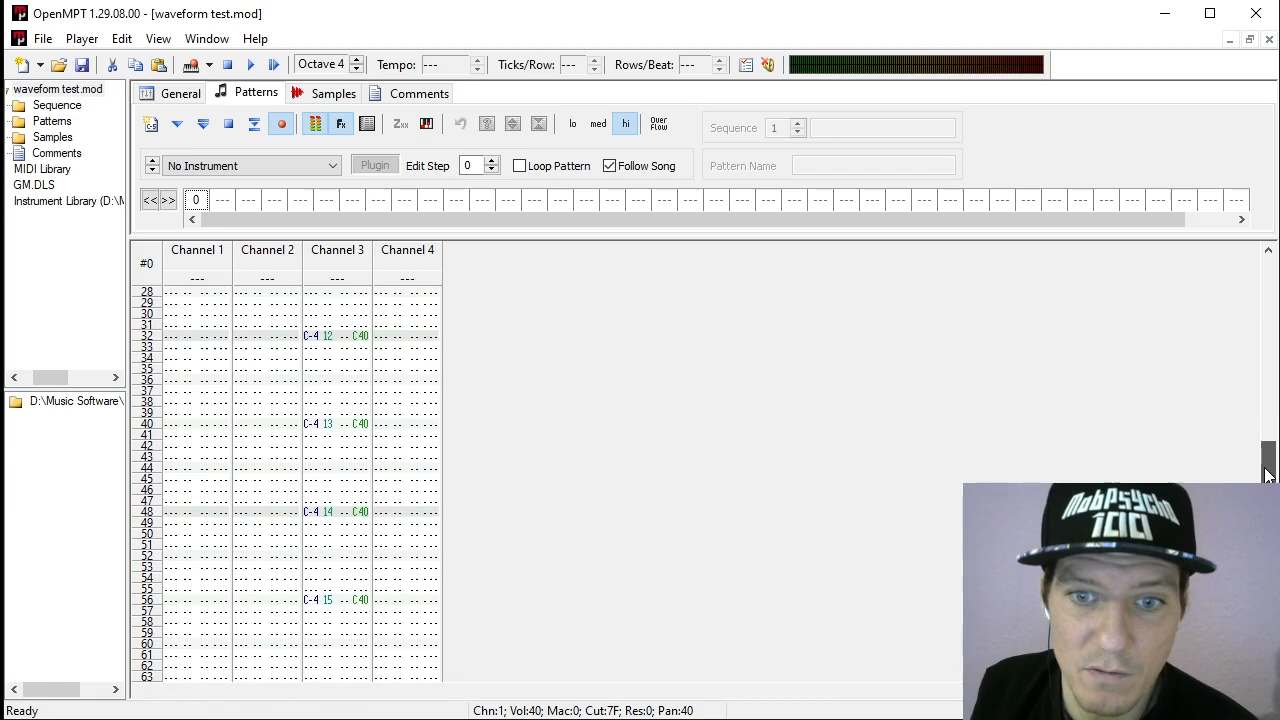 OpenMPT 1.29.08.00 - [waveform test.mod]
File Player Edit View Window Help
Octave 4 Tempo: --- Ticks/Row: --- Rows/Beat: ---
waveform test.mod
Sequence
Patterns
Samples
Comments
MIDI Library
GM.DLS
Instrument Library (D:\M
D:\Music Software\
General Patterns Samples Comments
Fx Zxx lo med hi Over Flow Sequence 1
No Instrument Plugin Edit Step 0 Loop Pattern Follow Song Pattern Name
<< >> 0 --- --- --- --- --- --- --- --- --- --- --- --- --- --- --- --- --- --- --- --- --- --- --- --- --- --- --- --- --- --- --- --- --- --- --- --- --- --- --- ---
#0 Channel 1 Channel 2 Channel 3 Channel 4
--- --- --- ---
28
29
30
31
32 C-4 12 -- C40
33
34
35
36
37
38
39
40 C-4 13 -- C40
41
42
43
44
45
46
47
48 C-4 14 -- C40
49
50
51
52
53
54
55
56 C-4 15 -- C40
57
58
59
60
61
62
63
MobPsycho
100
Ready Chn:1; Vol:40; Mac:0; Cut:7F; Res:0; Pan:40